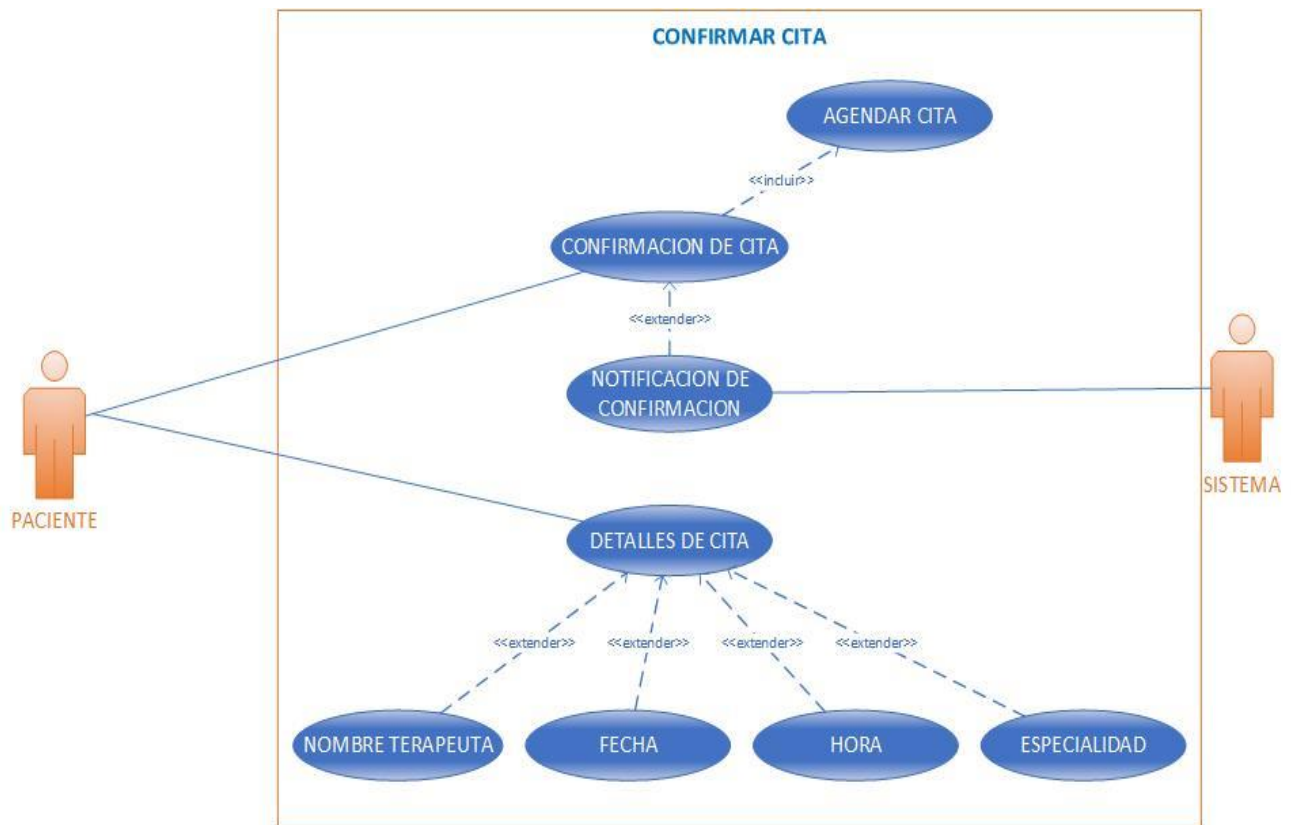 CONFIRMAR CITA
AGENDAR CITA
<<incluir>>
CONFIRMACION DE CITA
<<extender>>
NOTIFICACION DE
CONFIRMACION
PACIENTE
SISTEMA
DETALLES DE CITA
<<extender>>
<<extender>>
<<extender>>
<<extender>>
NOMBRE TERAPEUTA
FECHA
HORA
ESPECIALIDAD